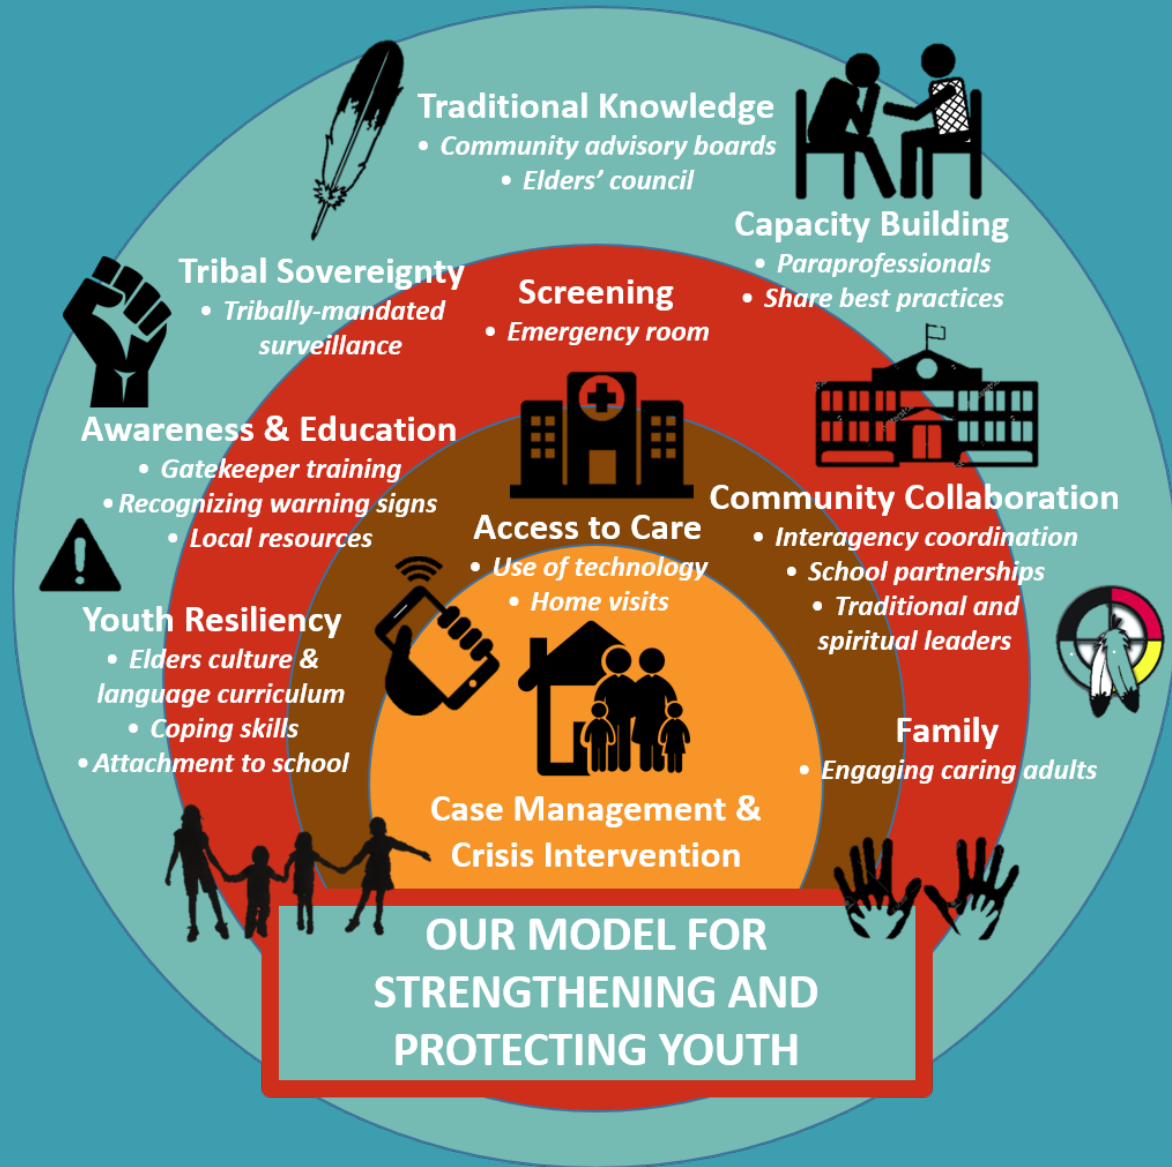 Traditional Knowledge
• Community advisory boards
• Elders’ council
Capacity Building
• Paraprofessionals
• Share best practices
Tribal Sovereignty
• Tribally-mandated
surveillance
Screening
• Emergency room
Awareness & Education
• Gatekeeper training
• Recognizing warning signs
• Local resources
Access to Care
• Use of technology
• Home visits
Community Collaboration
• Interagency coordination
• School partnerships
• Traditional and
spiritual leaders
Youth Resiliency
• Elders culture &
language curriculum
• Coping skills
• Attachment to school
Family
• Engaging caring adults
Case Management &
Crisis Intervention
OUR MODEL FOR
STRENGTHENING AND
PROTECTING YOUTH